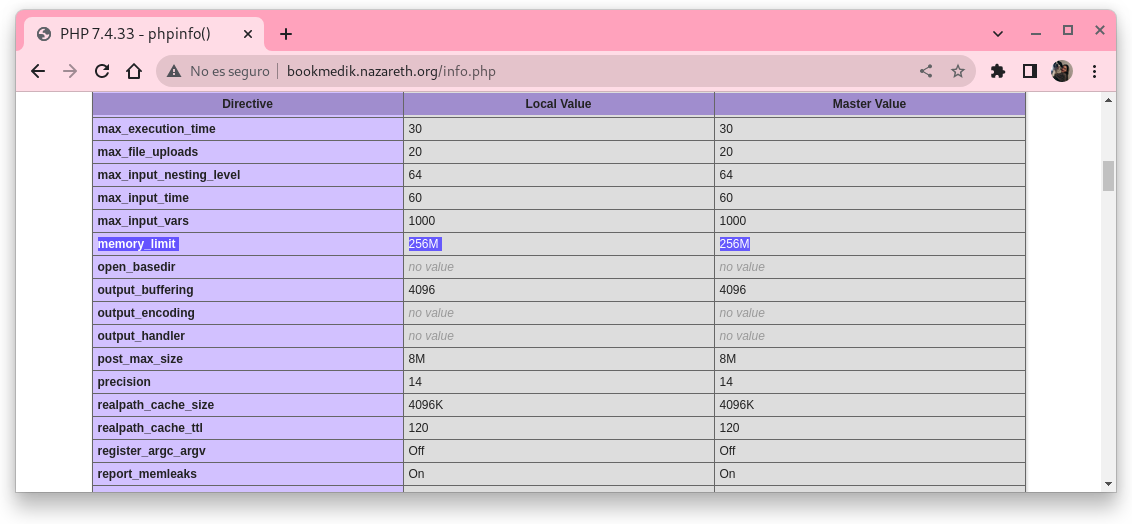 PHP 7.4.33 - phpinfo()
No es seguro bookmedik.nazareth.org/info.php
Directive Local Value Master Value
max_execution_time 30 30
max_file_uploads 20 20
max_input_nesting_level 64 64
max_input_time 60 60
max_input_vars 1000 1000
memory_limit 256M 256M
open_basedir no value no value
output_buffering 4096 4096
output_encoding no value no value
output_handler no value no value
post_max_size 8M 8M
precision 14 14
realpath_cache_size 4096K 4096K
realpath_cache_ttl 120 120
register_argc_argv Off Off
report_memleaks On On